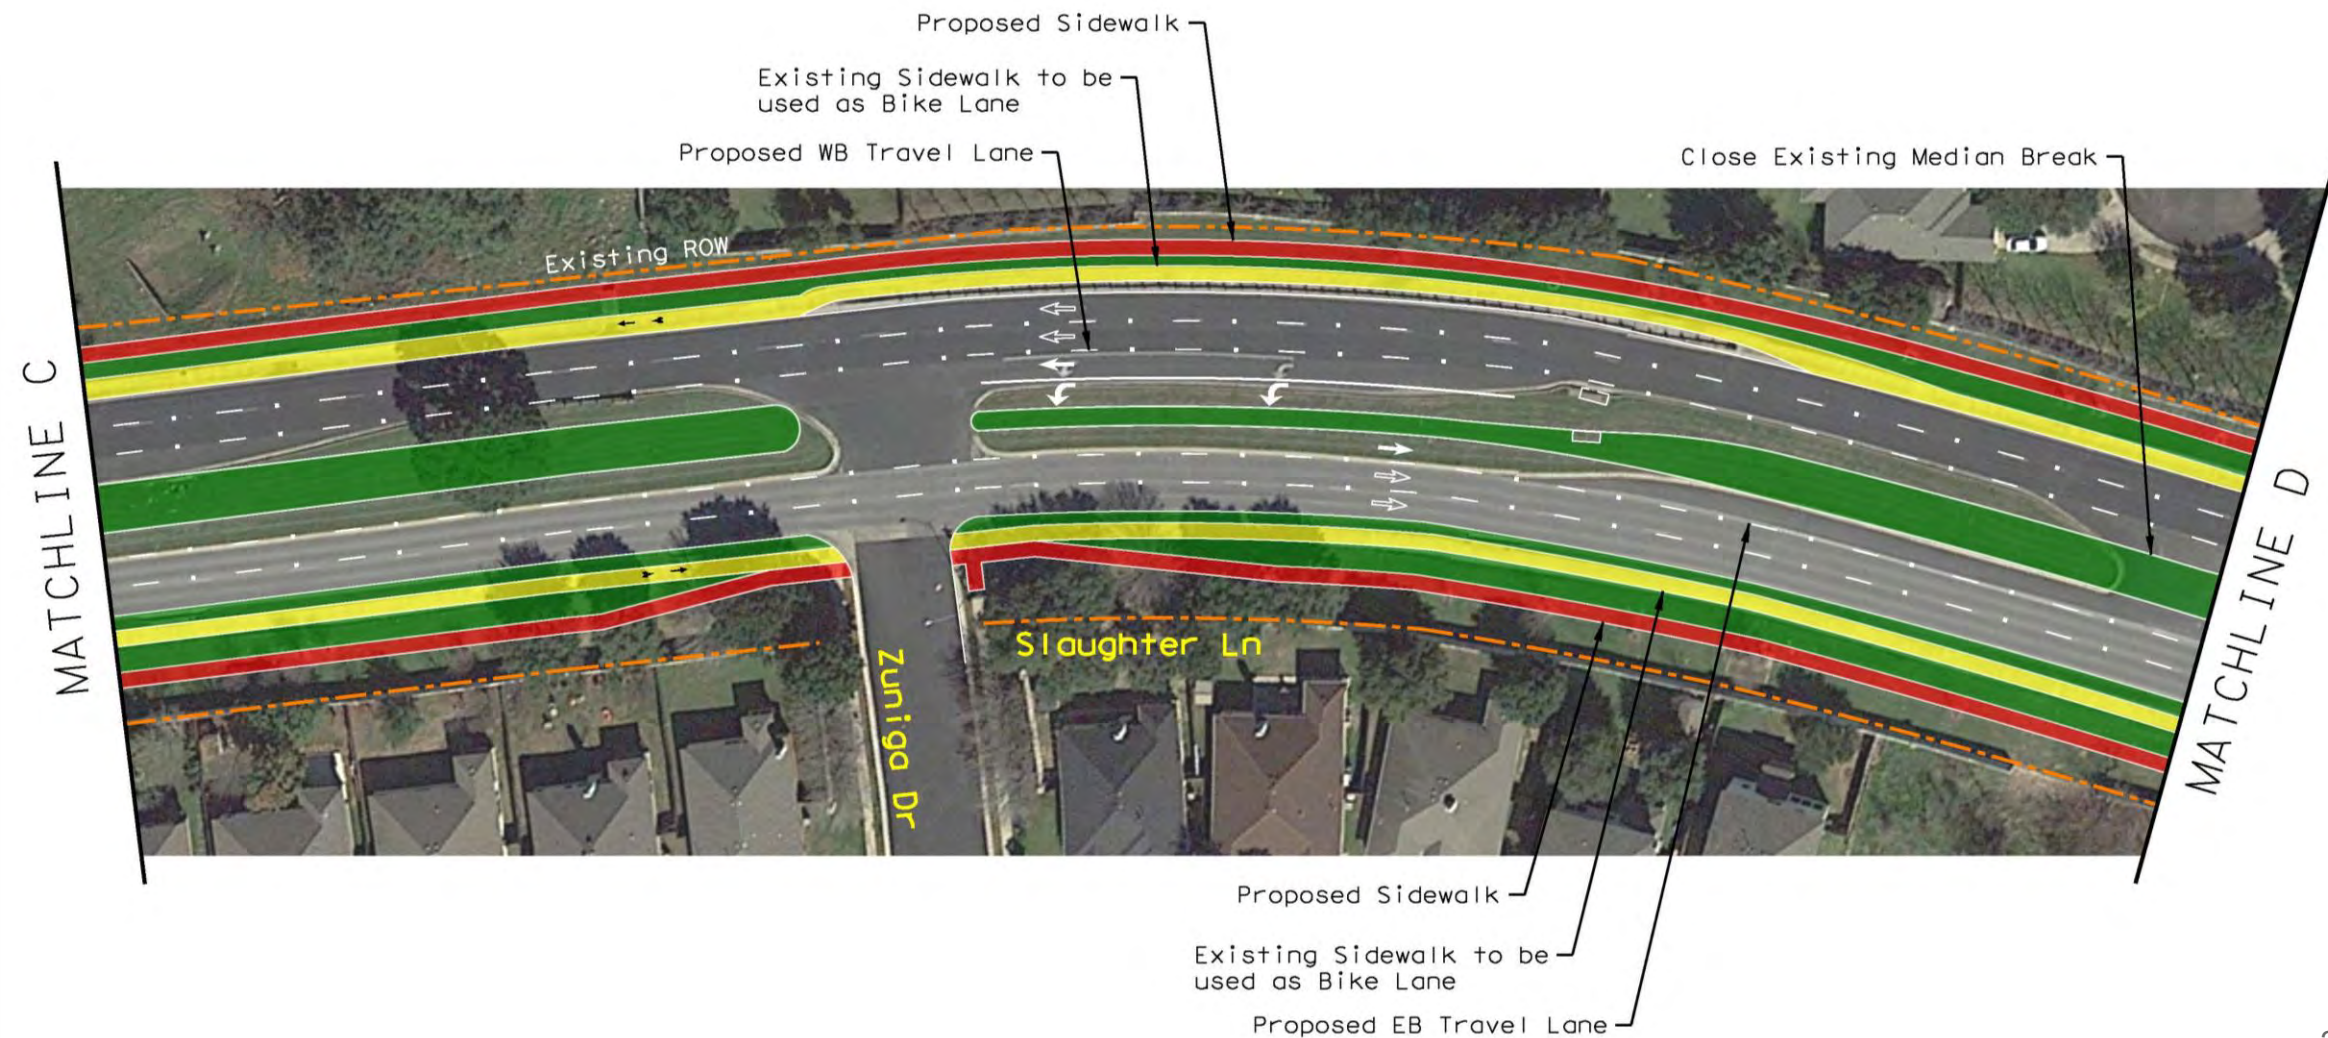 Proposed Sidewalk
Existing Sidewalk to be
used as Bike Lane
Proposed WB Travel Lane
Close Existing Median Break
Existing ROW
MATCHLINE C
MATCHLINE D
Slaughter Ln
Zuniga Dr
Proposed Sidewalk
Existing Sidewalk to be
used as Bike Lane
Proposed EB Travel Lane